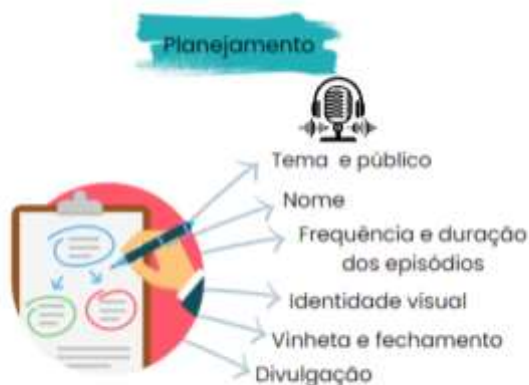 Planejamento
Tema e público
Nome
Frequência e duração
dos episódios
Identidade visual
Vinheta e fechamento
Divulgação